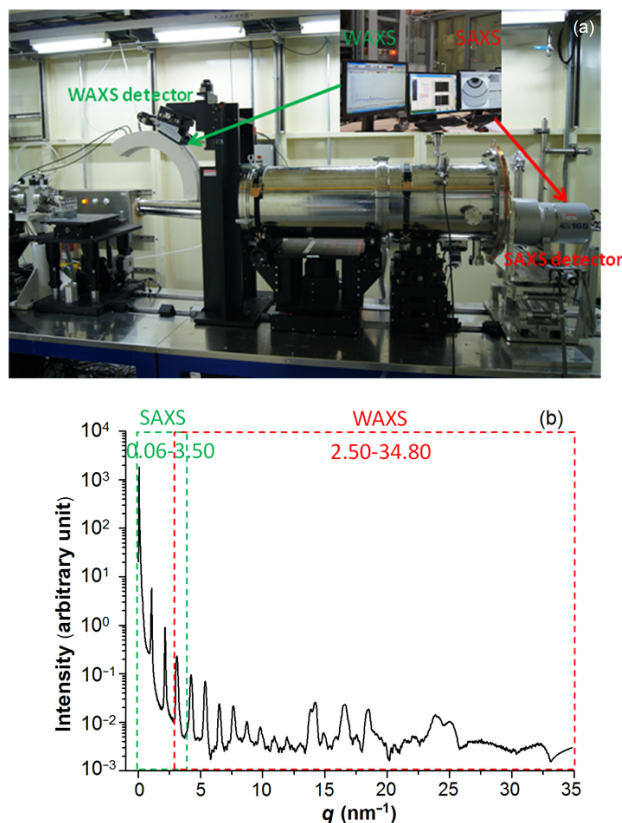 WAXS SAXS (a)
WAXS detector
165
SAXS detector
SAXS WAXS (b)
0.06-3.50 2.50-34.80
10⁴
10³
10²
10¹
10⁰
10⁻¹
10⁻²
10⁻³
Intensity (arbitrary unit)
0 5 10 15 20 25 30 35
q (nm⁻¹)